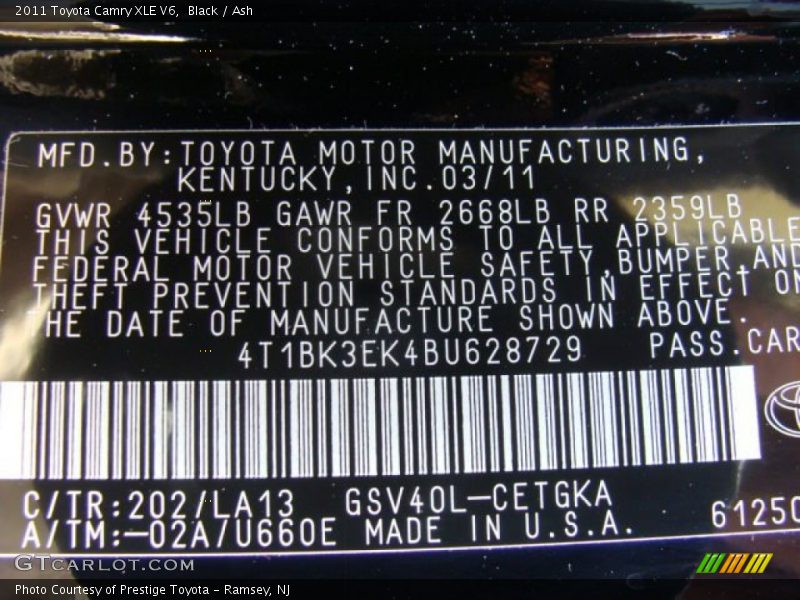 2011 Toyota Camry XLE V6, Black / Ash
MFD.BY:TOYOTA MOTOR MANUFACTURING,
KENTUCKY,INC.03/11
GVWR 4535LB GAWR FR 2668LB RR 2359LB
THIS VEHICLE CONFORMS TO ALL APPLICABLE
FEDERAL MOTOR VEHICLE SAFETY,BUMPER,AND
THEFT PREVENTION STANDARDS IN EFFECT ON
THE DATE OF MANUFACTURE SHOWN ABOVE.
4T1BK3EK4BU628729 PASS.CAR
C/TR:202/LA13 GSV40L-CETGKA
A/TM:-02A/U660E MADE IN U.S.A. 6125
GTCARLOT.COM
Photo Courtesy of Prestige Toyota - Ramsey, NJ